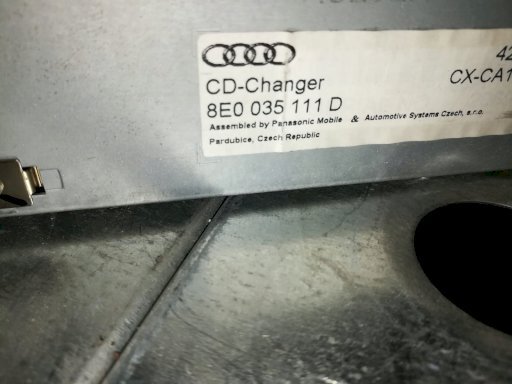 42
CD-Changer
CX-CA1
8E0 035 111 D
Assembled by Panasonic Mobile & Automotive Systems Czech, s.r.o.
Pardubice, Czech Republic